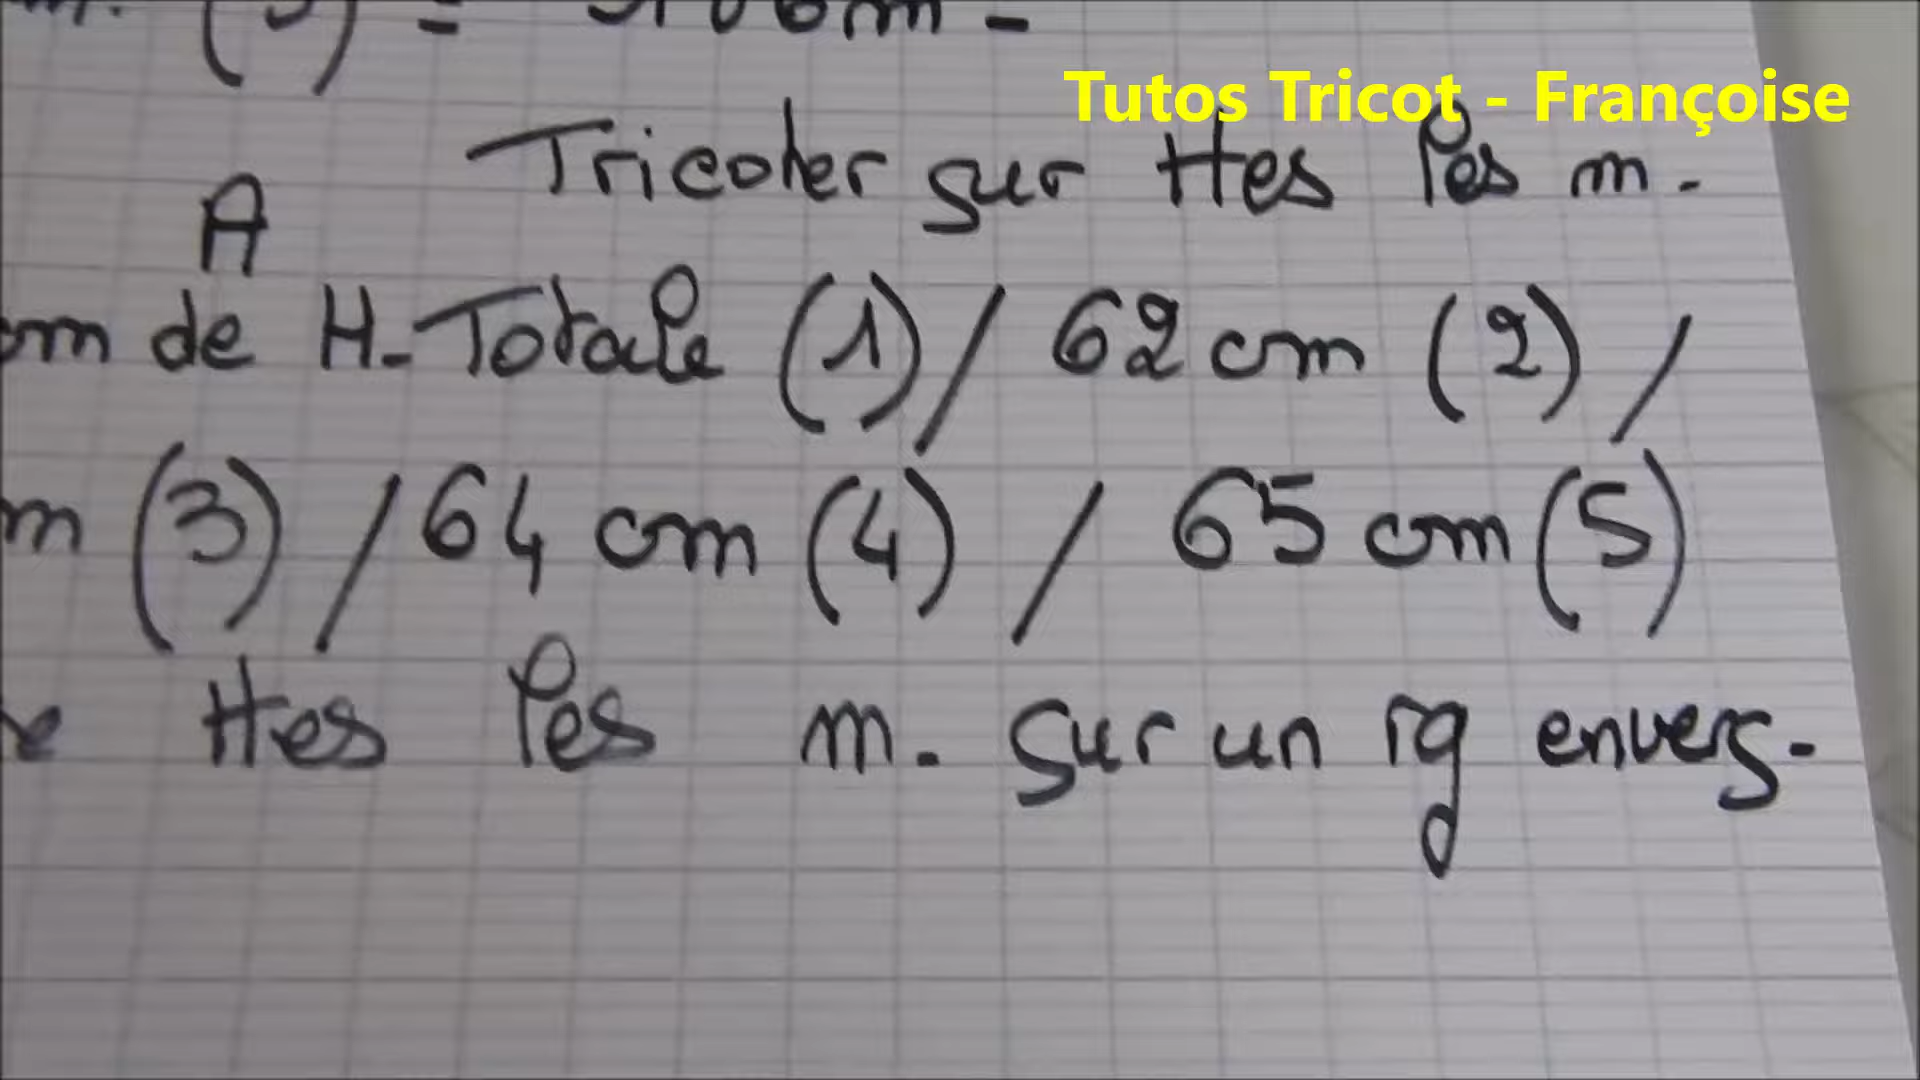 Tutos Tricot - Françoise
Tricoter sur ttes les m.
A
cm de H-Totale (1) / 62 cm (2) /
m (3) / 64 cm (4) / 65 cm (5)
ttes les m. sur un rg envers.